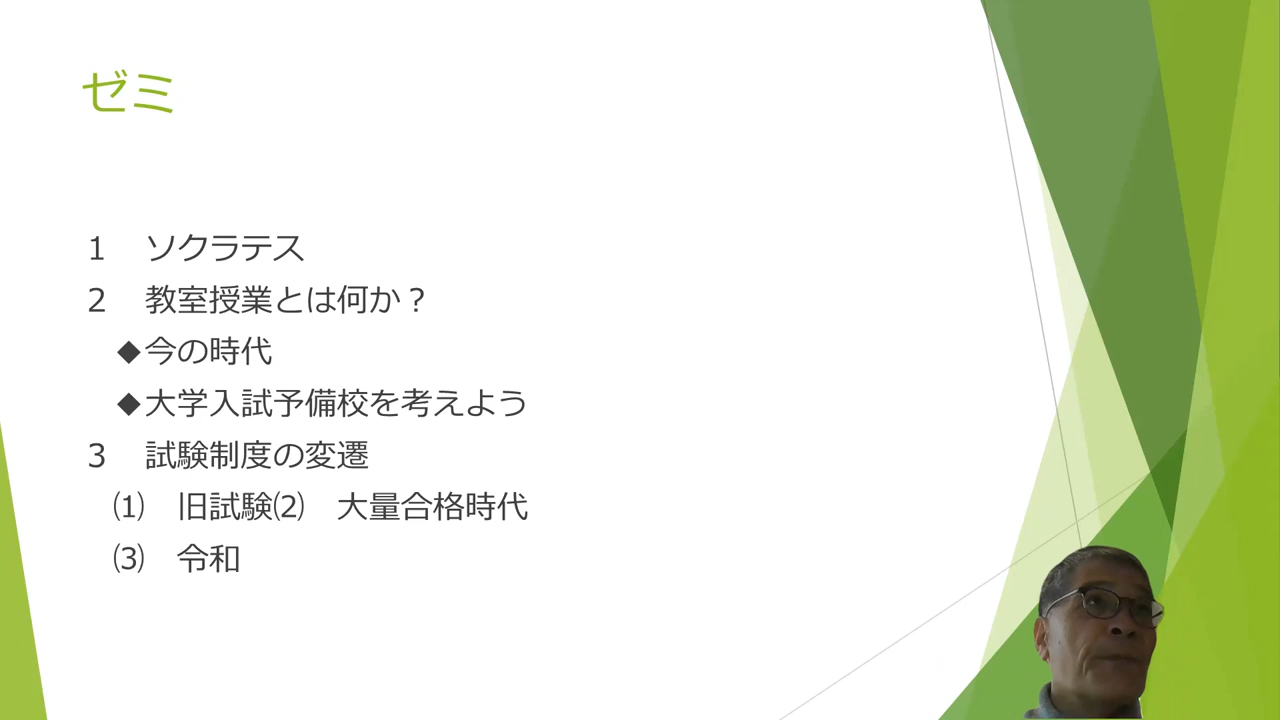 ゼミ
1　ソクラテス
2　教室授業とは何か？
◆今の時代
◆大学入試予備校を考えよう
3　試験制度の変遷
⑴　旧試験⑵　大量合格時代
⑶　令和